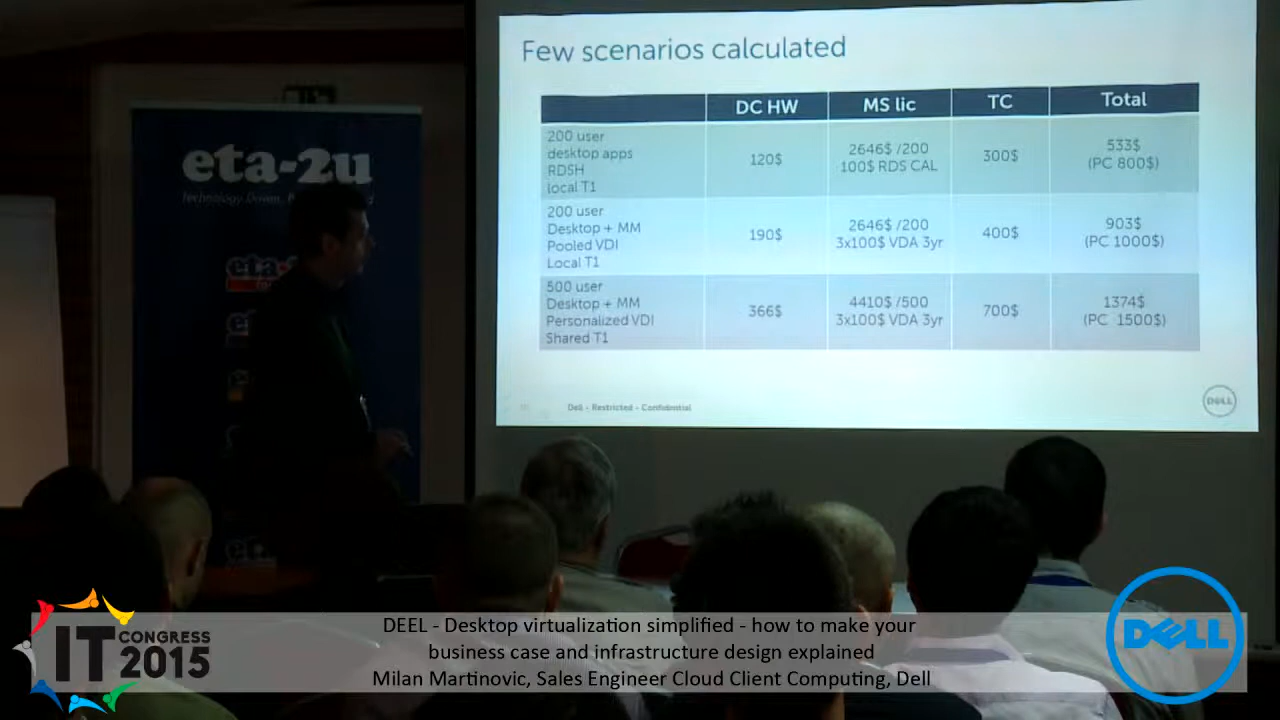 Few scenarios calculated
DC HW
MS lic
TC
Total
200 user
desktop apps
RDSH
local T1
120$
2646$ /200
100$ RDS CAL
300$
533$
(PC 800$)
200 user
Desktop + MM
Pooled VDI
Local T1
190$
2646$ /200
3x100$ VDA 3yr
400$
903$
(PC 1000$)
500 user
Desktop + MM
Personalized VDI
Shared T1
366$
4410$ /500
3x100$ VDA 3yr
700$
1374$
(PC 1500$)
Dell - Restricted - Confidential
DELL
eta-2u
IT CONGRESS
2015
DEEL - Desktop virtualization simplified - how to make your
business case and infrastructure design explained
Milan Martinovic, Sales Engineer Cloud Client Computing, Dell
DELL